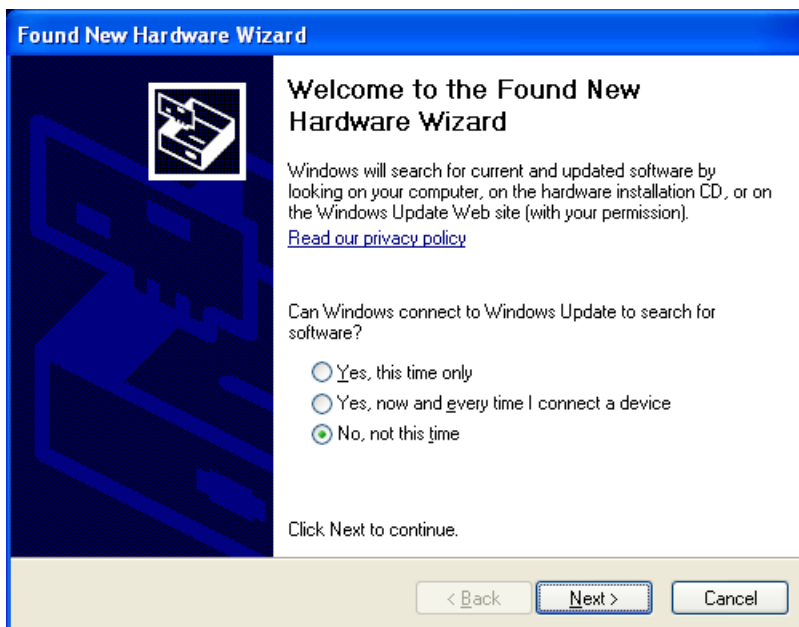 Found New Hardware Wizard
Welcome to the Found New
Hardware Wizard
Windows will search for current and updated software by
looking on your computer, on the hardware installation CD, or on
the Windows Update Web site (with your permission).
Read our privacy policy
Can Windows connect to Windows Update to search for
software?
Yes, this time only
Yes, now and every time I connect a device
No, not this time
Click Next to continue.
< Back Next > Cancel